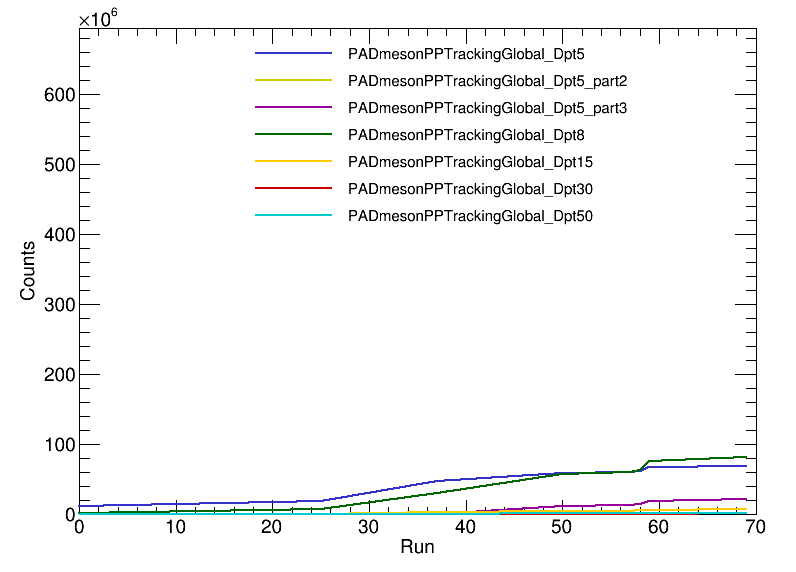 ×10⁶
PADmesonPPTrackingGlobal_Dpt5
PADmesonPPTrackingGlobal_Dpt5_part2
PADmesonPPTrackingGlobal_Dpt5_part3
PADmesonPPTrackingGlobal_Dpt8
PADmesonPPTrackingGlobal_Dpt15
PADmesonPPTrackingGlobal_Dpt30
PADmesonPPTrackingGlobal_Dpt50
600
500
400
300
200
100
0
Counts
0 10 20 30 40 50 60 70
Run